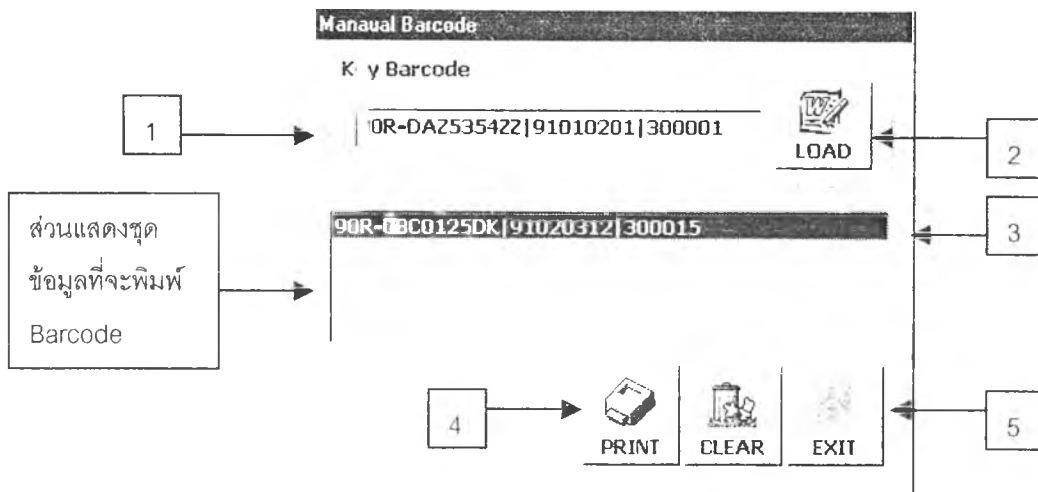 Manaual Barcode
K y Barcode
1
0R-DAZ5354ZZ|91010201|300001
LOAD
2
ส่วนแสดงชุด
ข้อมูลที่จะพิมพ์
Barcode
90R-DBC0125DK|91020312|300015
3
4
PRINT
CLEAR
EXIT
5